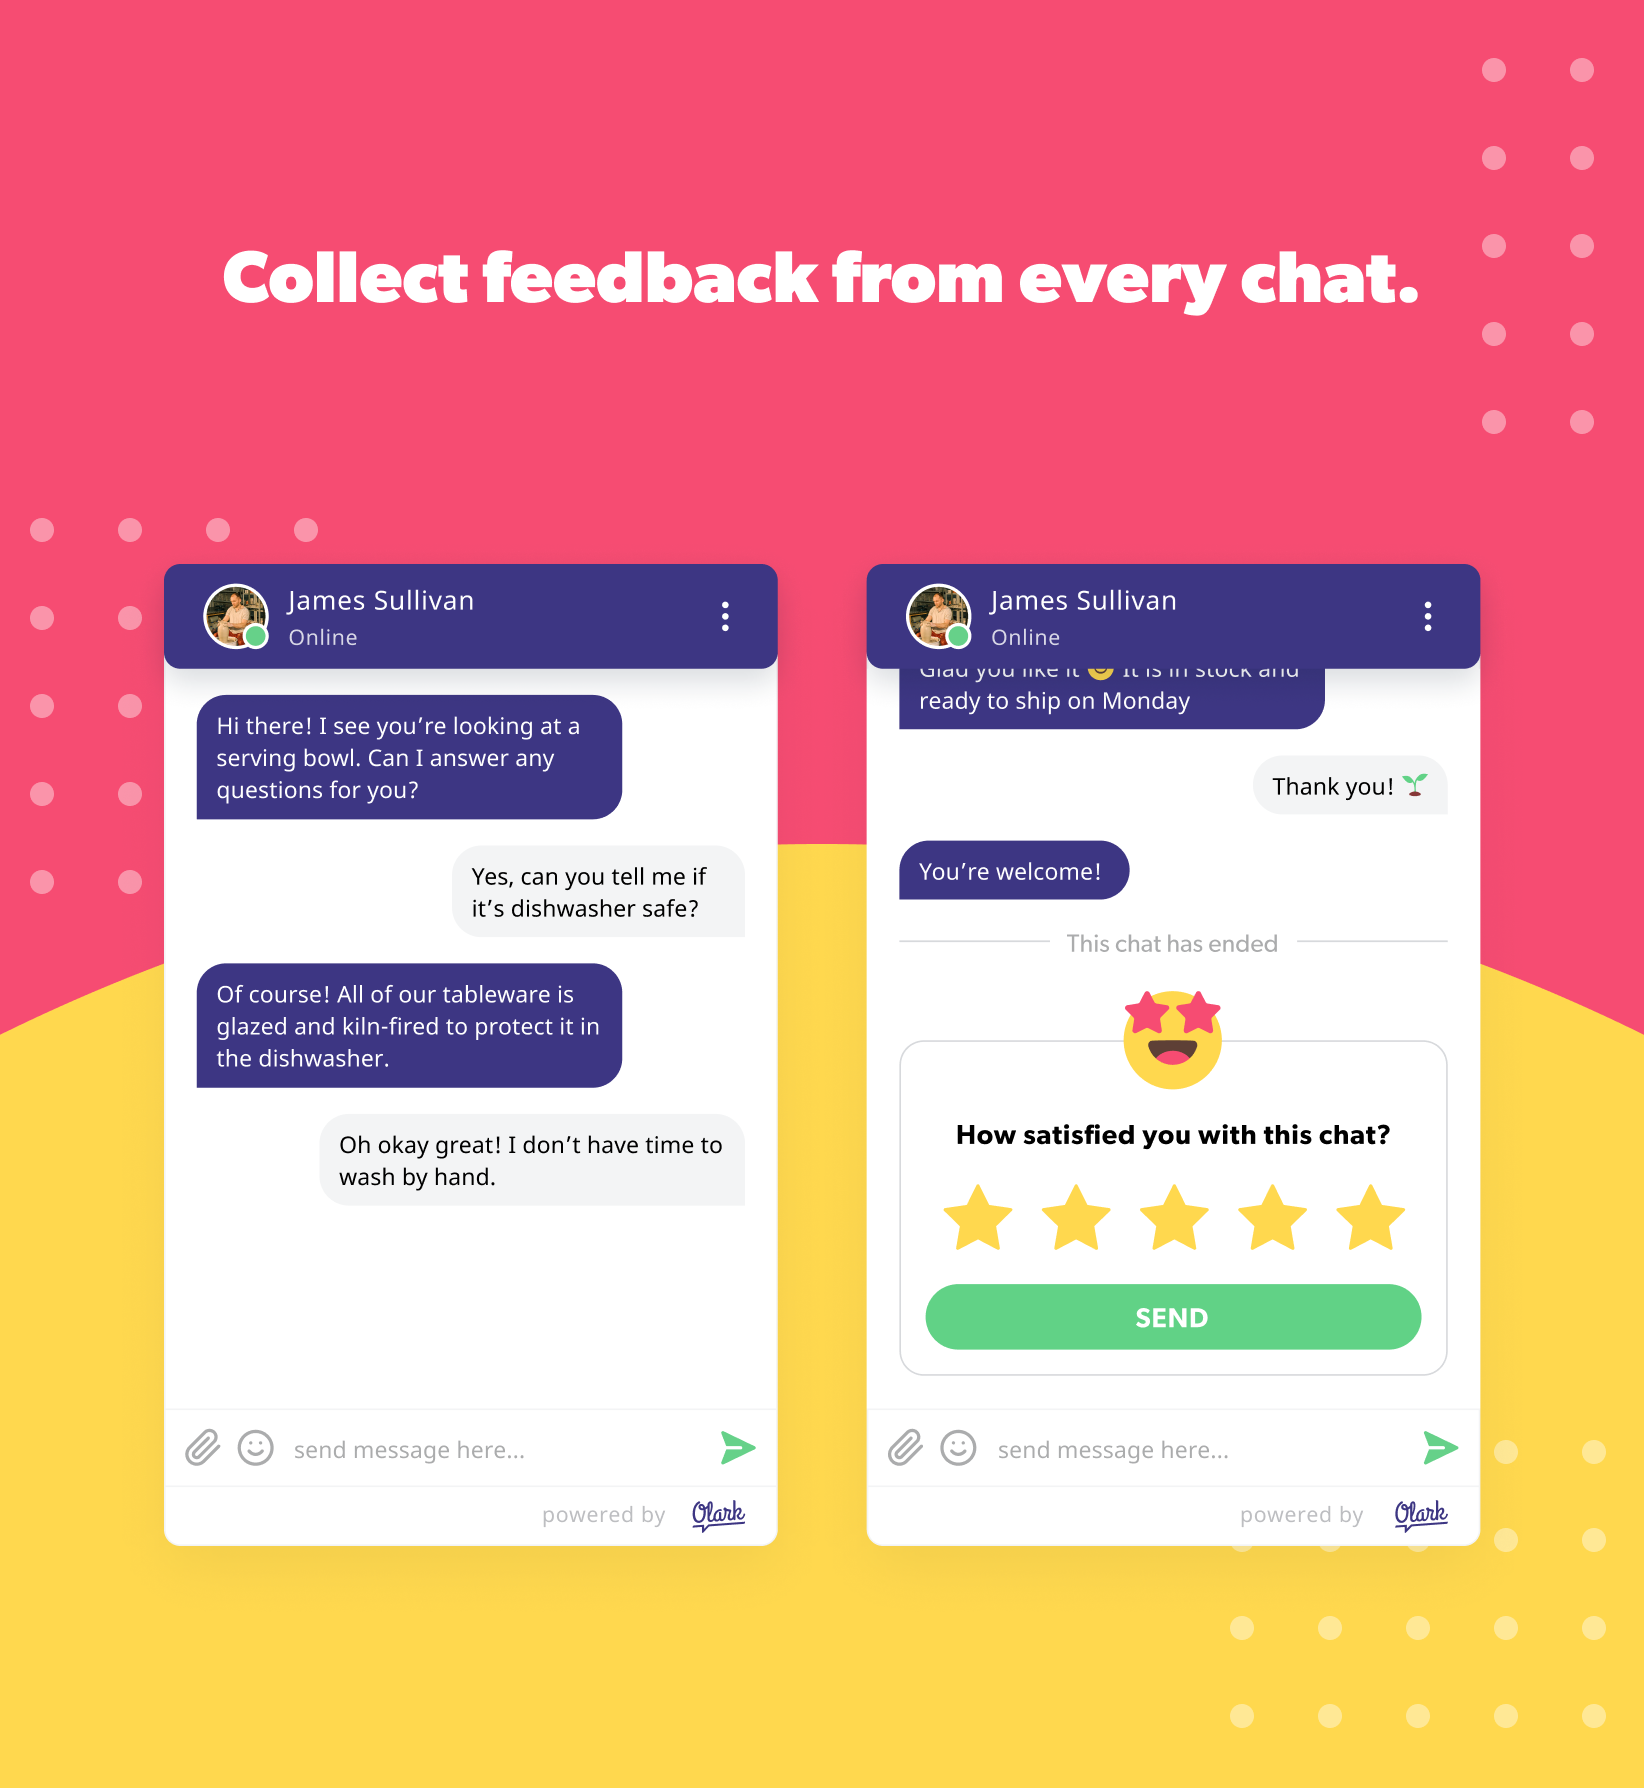 Collect feedback from every chat.
James Sullivan
Online
Hi there! I see you’re looking at a
serving bowl. Can I answer any
questions for you?
Yes, can you tell me if
it’s dishwasher safe?
Of course! All of our tableware is
glazed and kiln-fired to protect it in
the dishwasher.
Oh okay great! I don’t have time to
wash by hand.
send message here...
powered by Olark
James Sullivan
Online
Glad you like it It is in stock and
ready to ship on Monday
Thank you! 🌱
You’re welcome!
This chat has ended
How satisfied you with this chat?
SEND
send message here...
powered by Olark